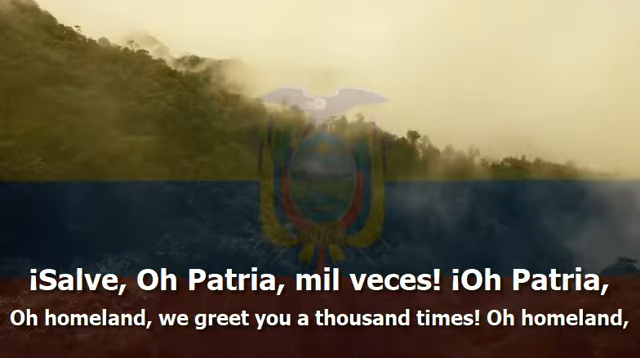 ¡Salve, Oh Patria, mil veces! ¡Oh Patria,
Oh homeland, we greet you a thousand times! Oh homeland,